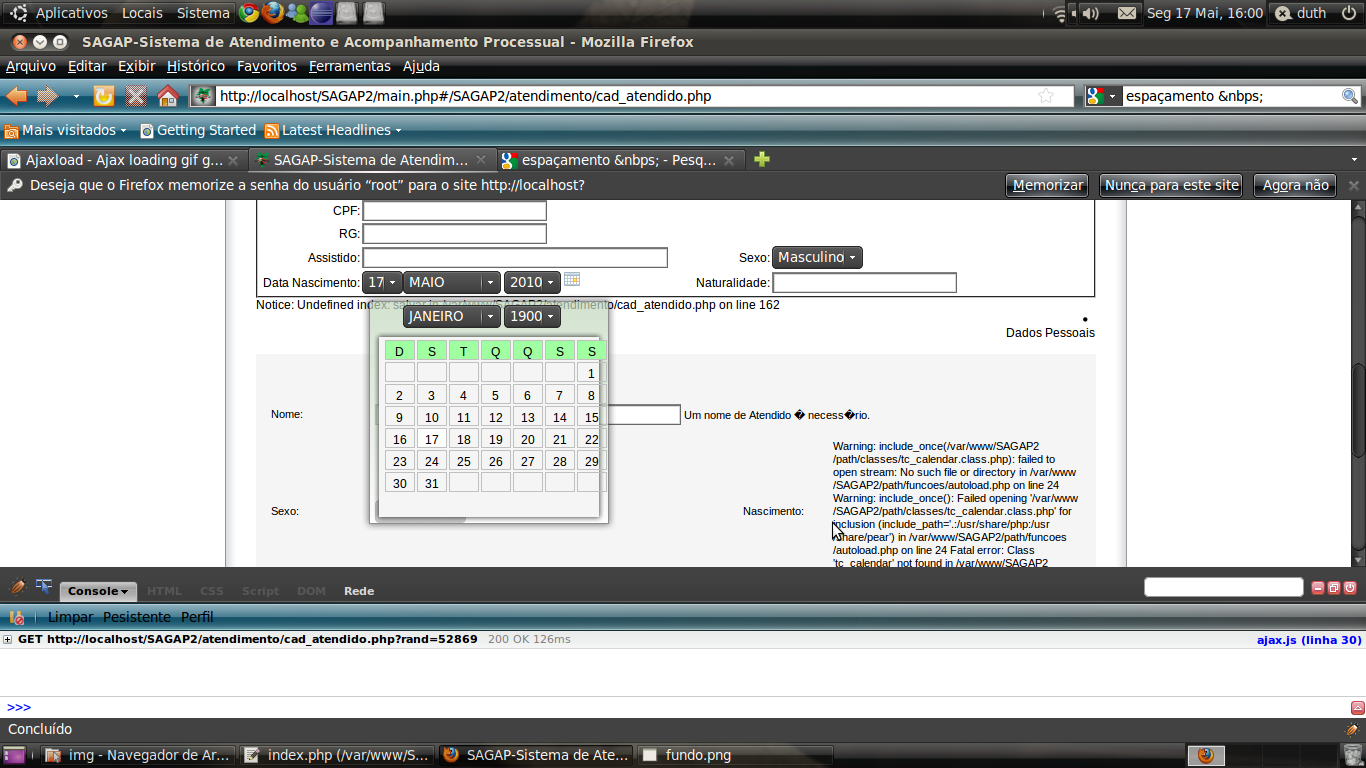 Aplicativos Locais Sistema Seg 17 Mai, 16:00 duth
SAGAP-Sistema de Atendimento e Acompanhamento Processual - Mozilla Firefox
Arquivo Editar Exibir Histórico Favoritos Ferramentas Ajuda
http://localhost/SAGAP2/main.php#/SAGAP2/atendimento/cad_atendido.php espaçamento &nbps;
Mais visitados Getting Started Latest Headlines
Ajaxload - Ajax loading gif g... SAGAP-Sistema de Atendim... espaçamento &nbps; - Pesq...
Deseja que o Firefox memorize a senha do usuário “root” para o site http://localhost? Memorizar Nunca para este site Agora não
CPF:
RG:
Assistido: Sexo: Masculino
Data Nascimento: 17 MAIO 2010 Naturalidade:
Notice: Undefined index: salvar in /var/www/SAGAP2/atendimento/cad_atendido.php on line 162
JANEIRO 1900
Dados Pessoais
D S T Q Q S S
1
2 3 4 5 6 7 8
9 10 11 12 13 14 15
16 17 18 19 20 21 22
23 24 25 26 27 28 29
30 31
Nome: Um nome de Atendido � necess�rio.
Sexo: Nascimento:
Warning: include_once(/var/www/SAGAP2
/path/classes/tc_calendar.class.php): failed to
open stream: No such file or directory in /var/www
/SAGAP2/path/funcoes/autoload.php on line 24
Warning: include_once(): Failed opening '/var/www
/SAGAP2/path/classes/tc_calendar.class.php' for
inclusion (include_path='.:/usr/share/php:/usr
/share/pear') in /var/www/SAGAP2/path/funcoes
/autoload.php on line 24 Fatal error: Class
'tc_calendar' not found in /var/www/SAGAP2
Console HTML CSS Script DOM Rede
Limpar Pesistente Perfil
GET http://localhost/SAGAP2/atendimento/cad_atendido.php?rand=52869 200 OK 126ms ajax.js (linha 30)
>>>
Concluído
img - Navegador de Ar... index.php (/var/www/S... SAGAP-Sistema de Ate... fundo.png